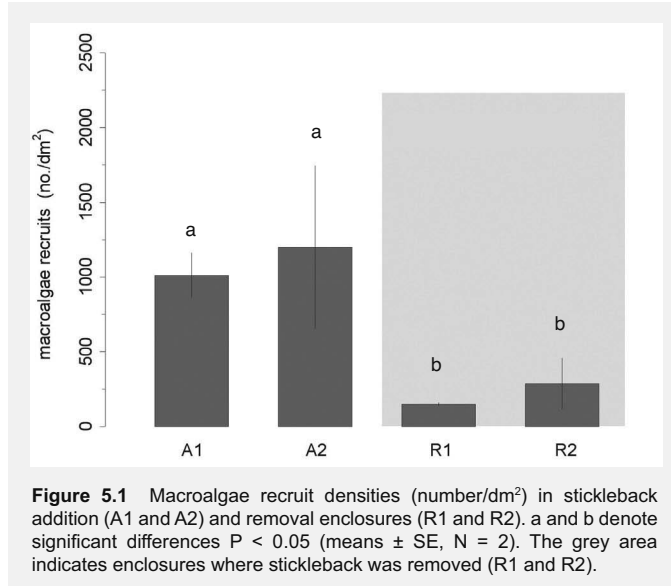 2500
2000
1500
1000
500
0
macroalgae recruits (no./dm²)
a
a
b
b
A1 A2 R1 R2
Figure 5.1 Macroalgae recruit densities (number/dm²) in stickleback
addition (A1 and A2) and removal enclosures (R1 and R2). a and b denote
significant differences P < 0.05 (means ± SE, N = 2). The grey area
indicates enclosures where stickleback was removed (R1 and R2).